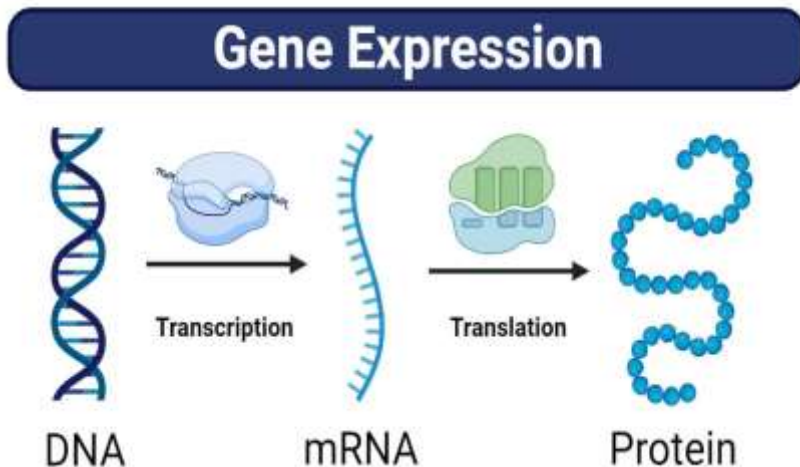 Gene Expression
Transcription
Translation
DNA
mRNA
Protein